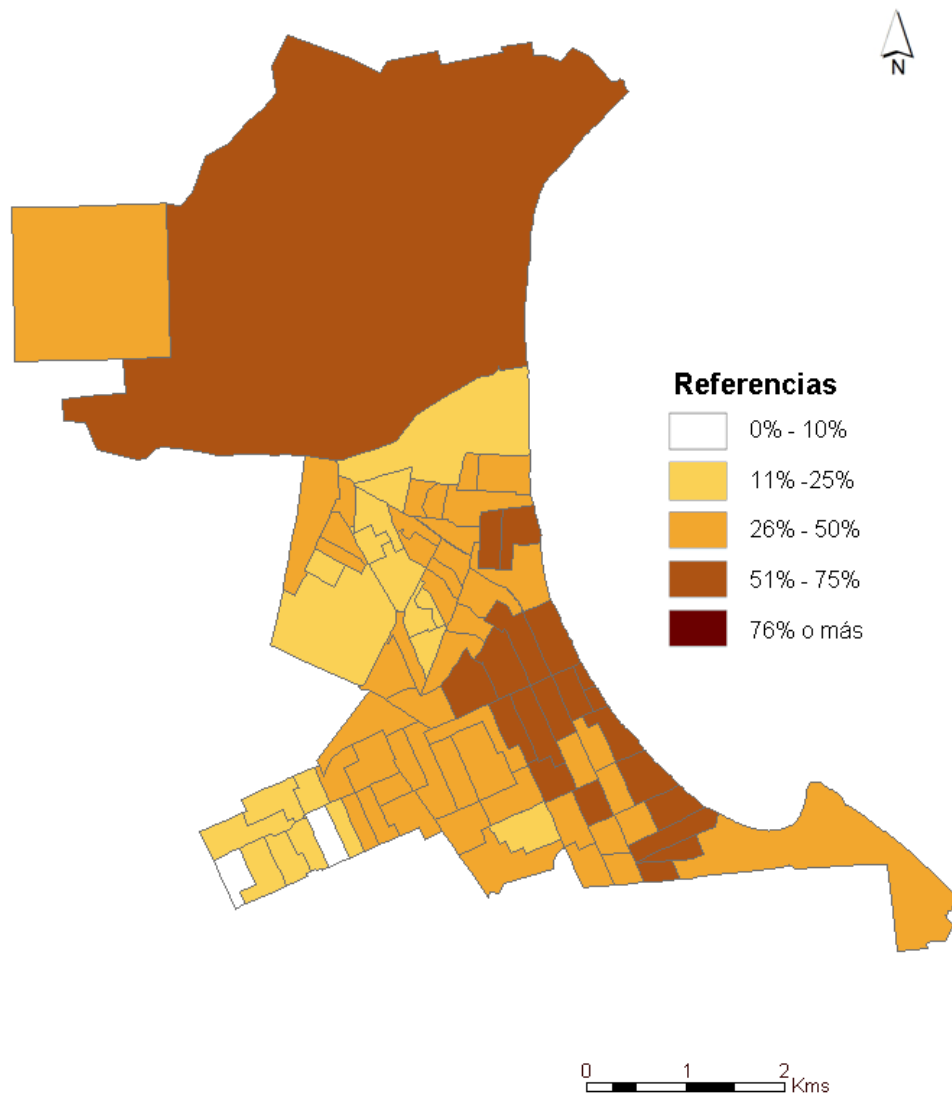 N
Referencias
0% - 10%
11% -25%
26% - 50%
51% - 75%
76% o más
0 1 2
Kms